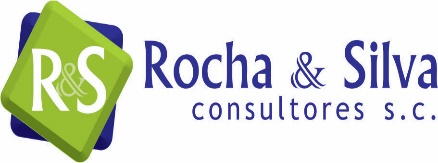 R&S
Rocha & Silva
consultores s.c.